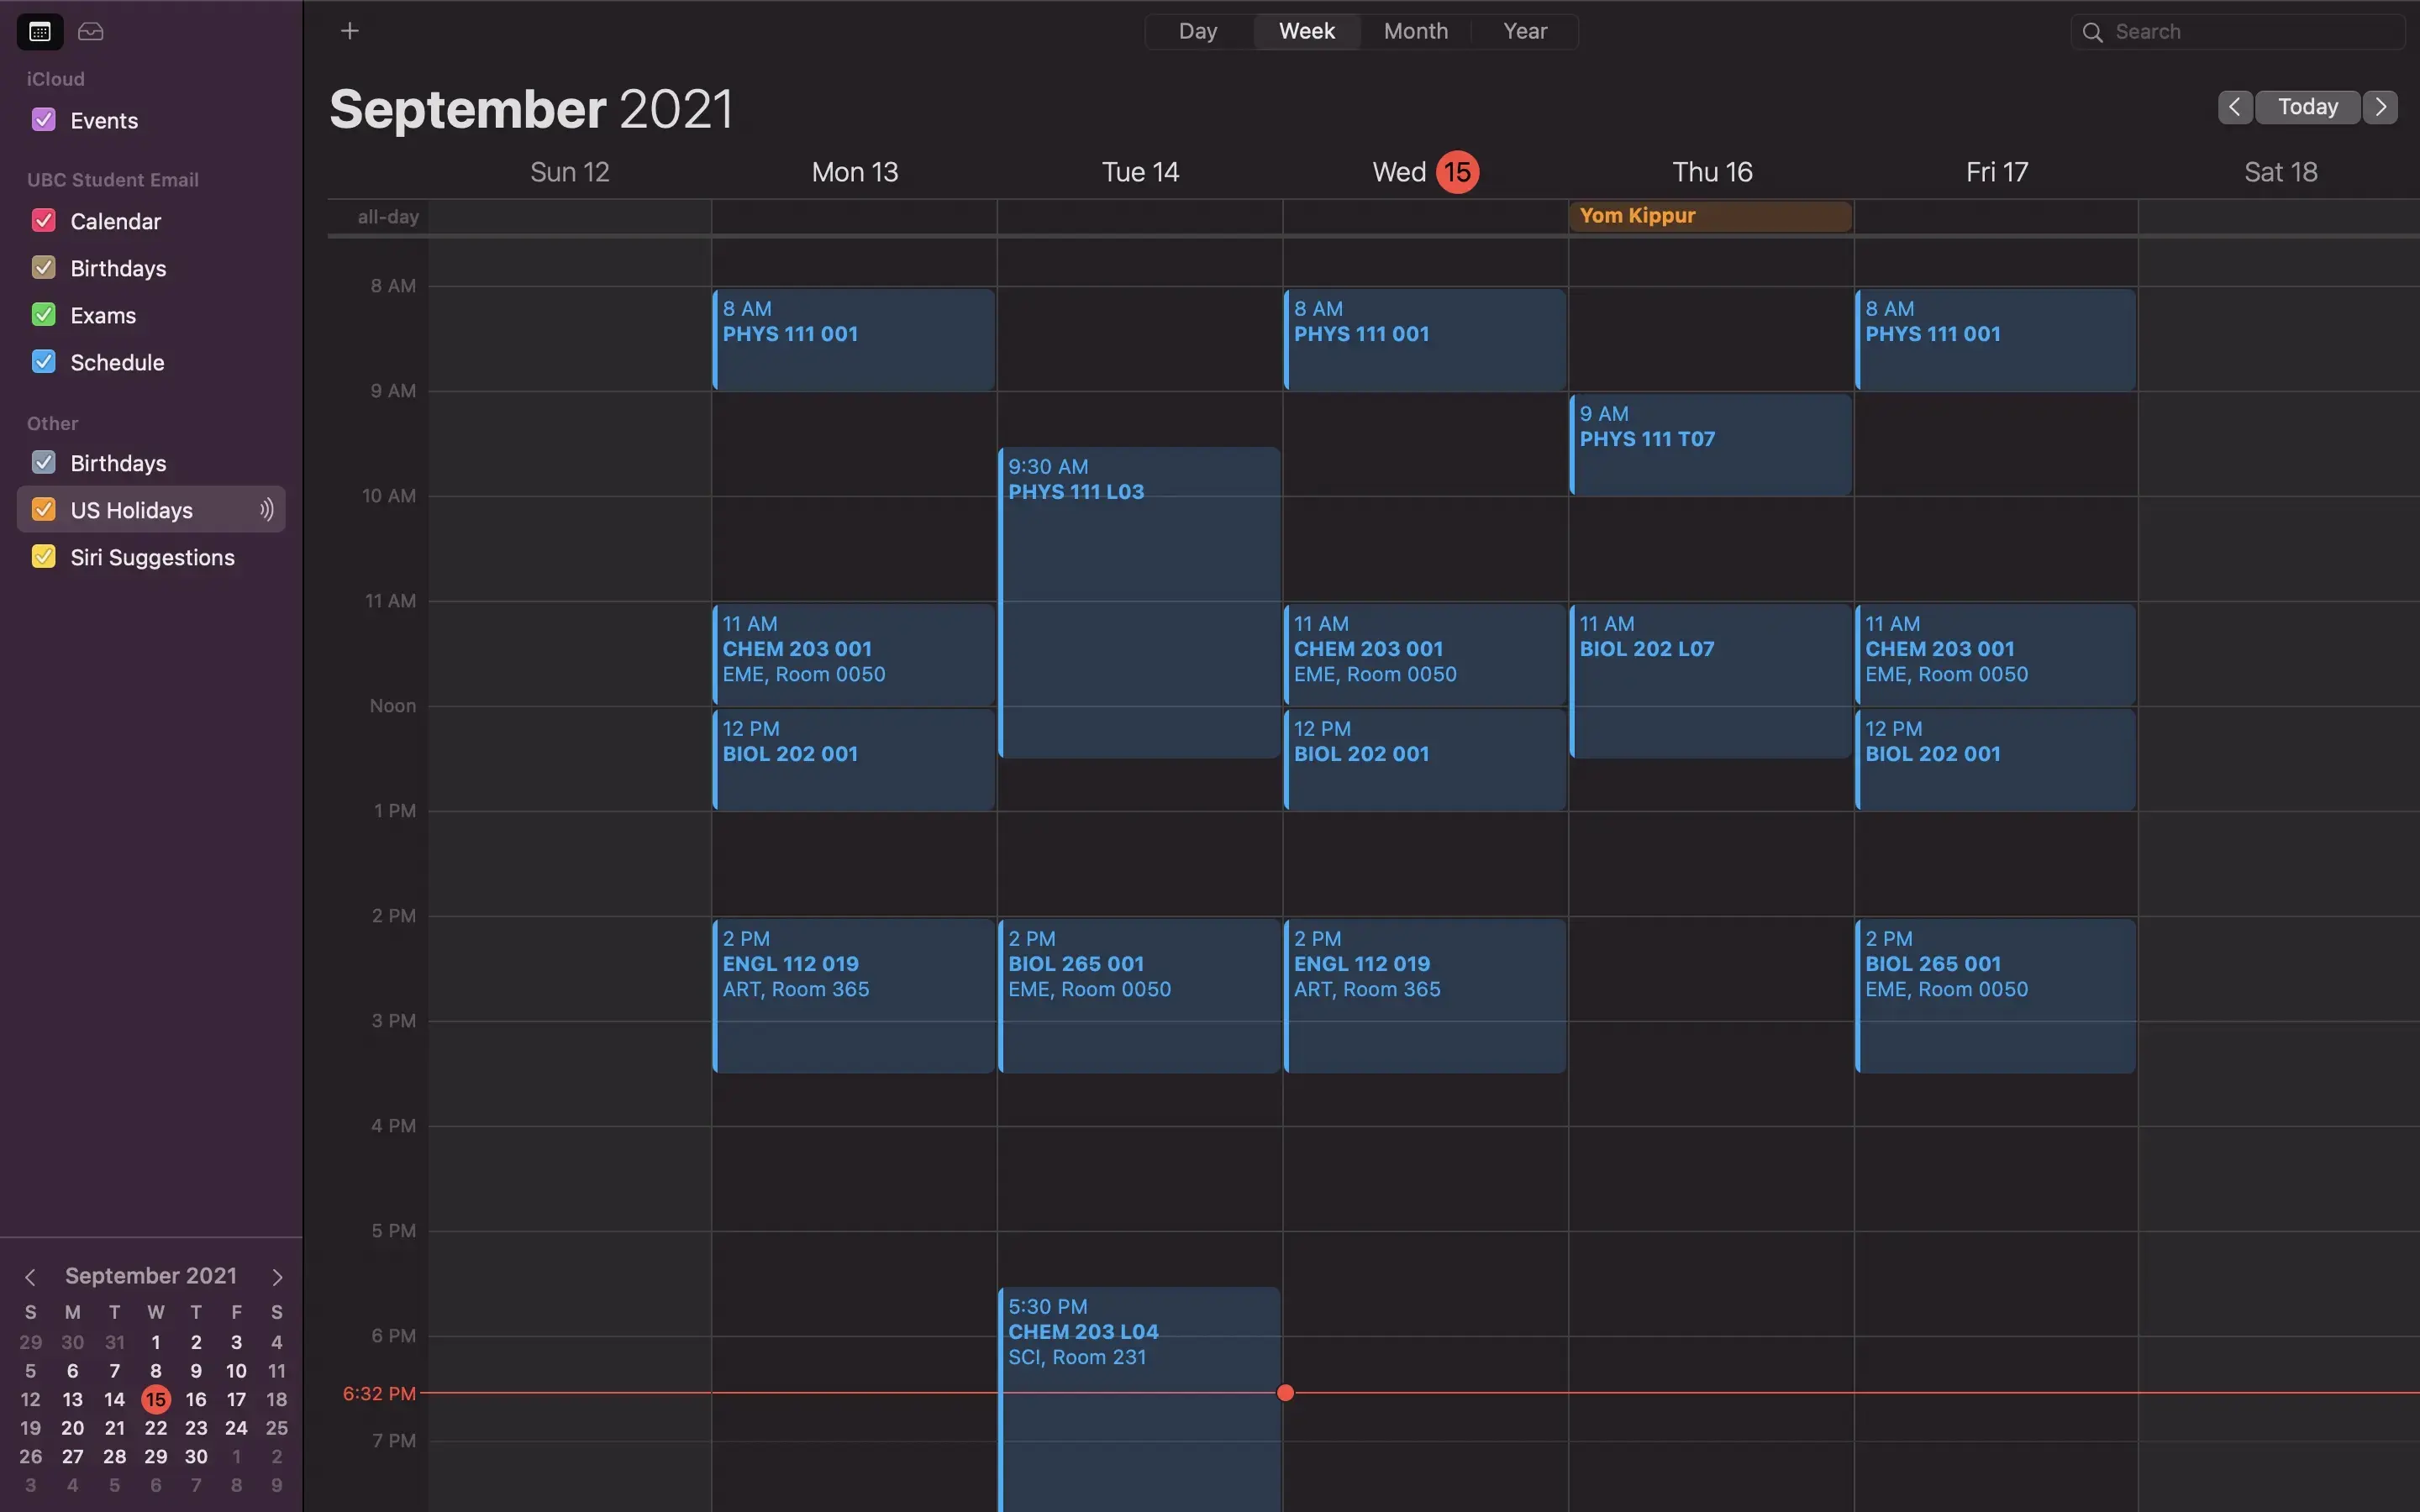 Day Week Month Year
Search
iCloud
Events
UBC Student Email
Calendar
Birthdays
Exams
Schedule
Other
Birthdays
US Holidays
Siri Suggestions
September 2021
S M T W T F S
29 30 31 1 2 3 4
5 6 7 8 9 10 11
12 13 14 15 16 17 18
19 20 21 22 23 24 25
26 27 28 29 30 1 2
3 4 5 6 7 8 9
September 2021
Today
Sun 12 Mon 13 Tue 14 Wed 15 Thu 16 Fri 17 Sat 18
all-day
Yom Kippur
8 AM
9 AM
10 AM
11 AM
Noon
1 PM
2 PM
3 PM
4 PM
5 PM
6 PM
6:32 PM
7 PM
8 AM
PHYS 111 001
11 AM
CHEM 203 001
EME, Room 0050
12 PM
BIOL 202 001
2 PM
ENGL 112 019
ART, Room 365
9:30 AM
PHYS 111 L03
2 PM
BIOL 265 001
EME, Room 0050
5:30 PM
CHEM 203 L04
SCI, Room 231
8 AM
PHYS 111 001
11 AM
CHEM 203 001
EME, Room 0050
12 PM
BIOL 202 001
2 PM
ENGL 112 019
ART, Room 365
9 AM
PHYS 111 T07
11 AM
BIOL 202 L07
8 AM
PHYS 111 001
11 AM
CHEM 203 001
EME, Room 0050
12 PM
BIOL 202 001
2 PM
BIOL 265 001
EME, Room 0050